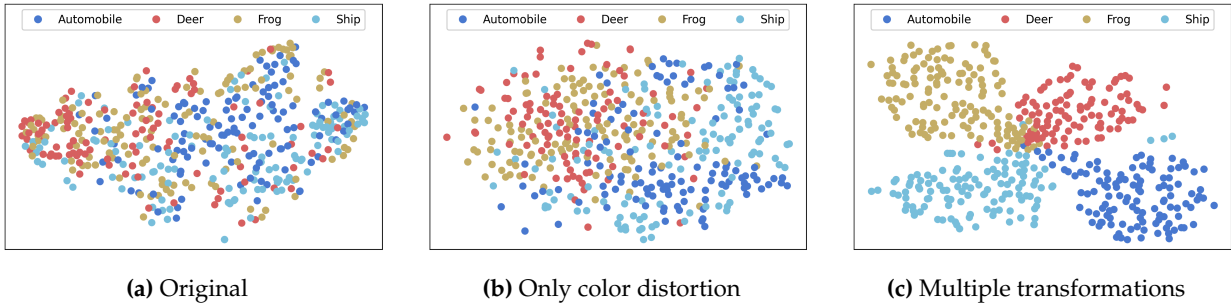 Automobile Deer Frog Ship
Automobile Deer Frog Ship
Automobile Deer Frog Ship
(a) Original
(b) Only color distortion
(c) Multiple transformations